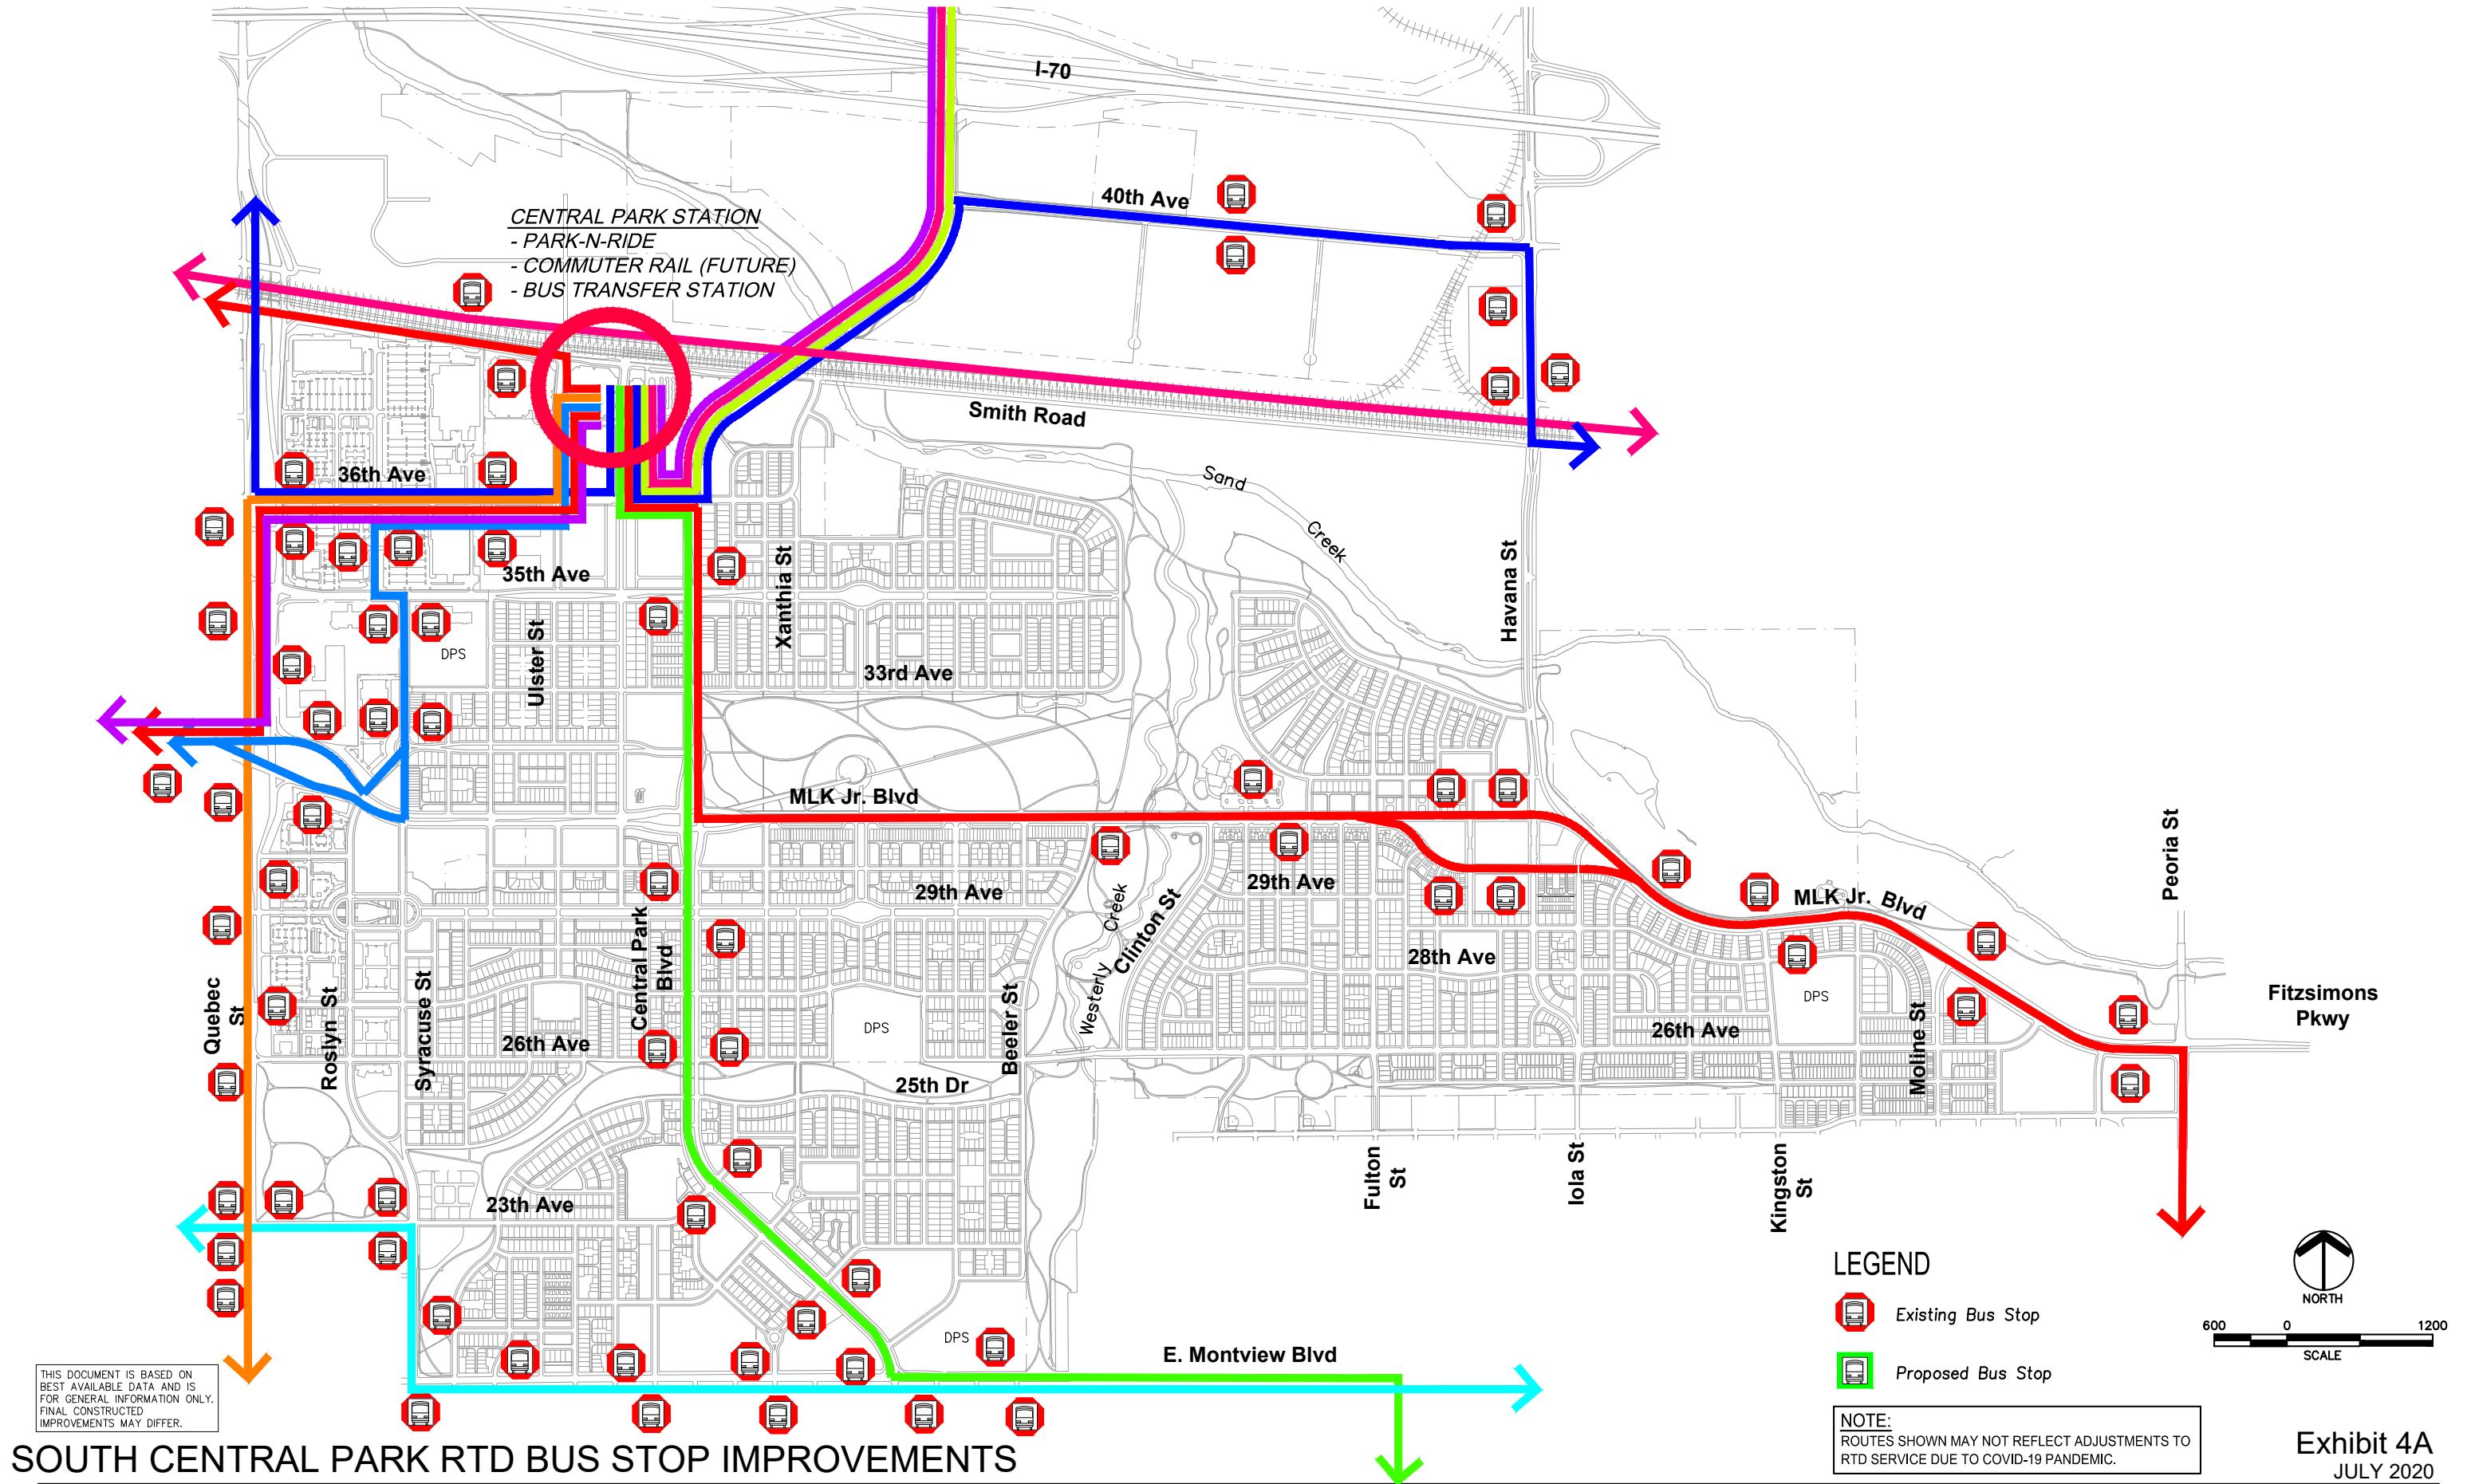 I-70
40th Ave
CENTRAL PARK STATION
- PARK-N-RIDE
- COMMUTER RAIL (FUTURE)
- BUS TRANSFER STATION
Smith Road
36th Ave
Sand
Creek
35th Ave
Xanthia St
Havana St
Ulster St
DPS
33rd Ave
MLK Jr. Blvd
Peoria St
29th Ave
29th Ave
MLK Jr. Blvd
Central Park
Blvd
Westerly
Creek
Clinton St
28th Ave
Quebec
St
Roslyn St
Syracuse St
26th Ave
DPS
Beeler St
26th Ave
DPS
Moline St
Fitzsimons
Pkwy
25th Dr
23th Ave
Fulton
St
Iola St
Kingston
St
DPS
E. Montview Blvd
LEGEND
Existing Bus Stop
Proposed Bus Stop
NORTH
600 0 1200
SCALE
NOTE:
ROUTES SHOWN MAY NOT REFLECT ADJUSTMENTS TO
RTD SERVICE DUE TO COVID-19 PANDEMIC.
THIS DOCUMENT IS BASED ON
BEST AVAILABLE DATA AND IS
FOR GENERAL INFORMATION ONLY.
FINAL CONSTRUCTED
IMPROVEMENTS MAY DIFFER.
SOUTH CENTRAL PARK RTD BUS STOP IMPROVEMENTS
Exhibit 4A
JULY 2020